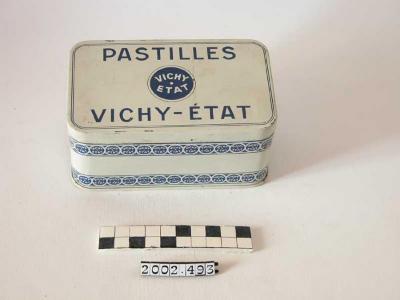 PASTILLES
VICHY
ETAT
VICHY-ÉTAT
2002.493